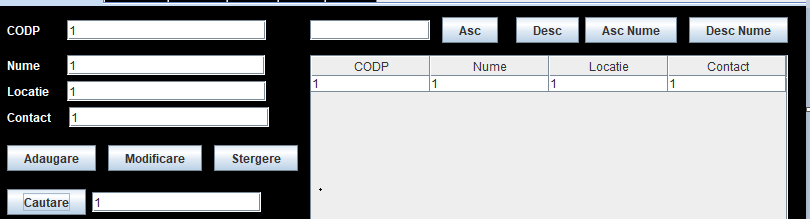 CODP 1 Asc Desc Asc Nume Desc Nume
Nume 1
Locatie 1
Contact 1
Adaugare Modificare Stergere
Cautare 1
CODP Nume Locatie Contact
1 1 1 1